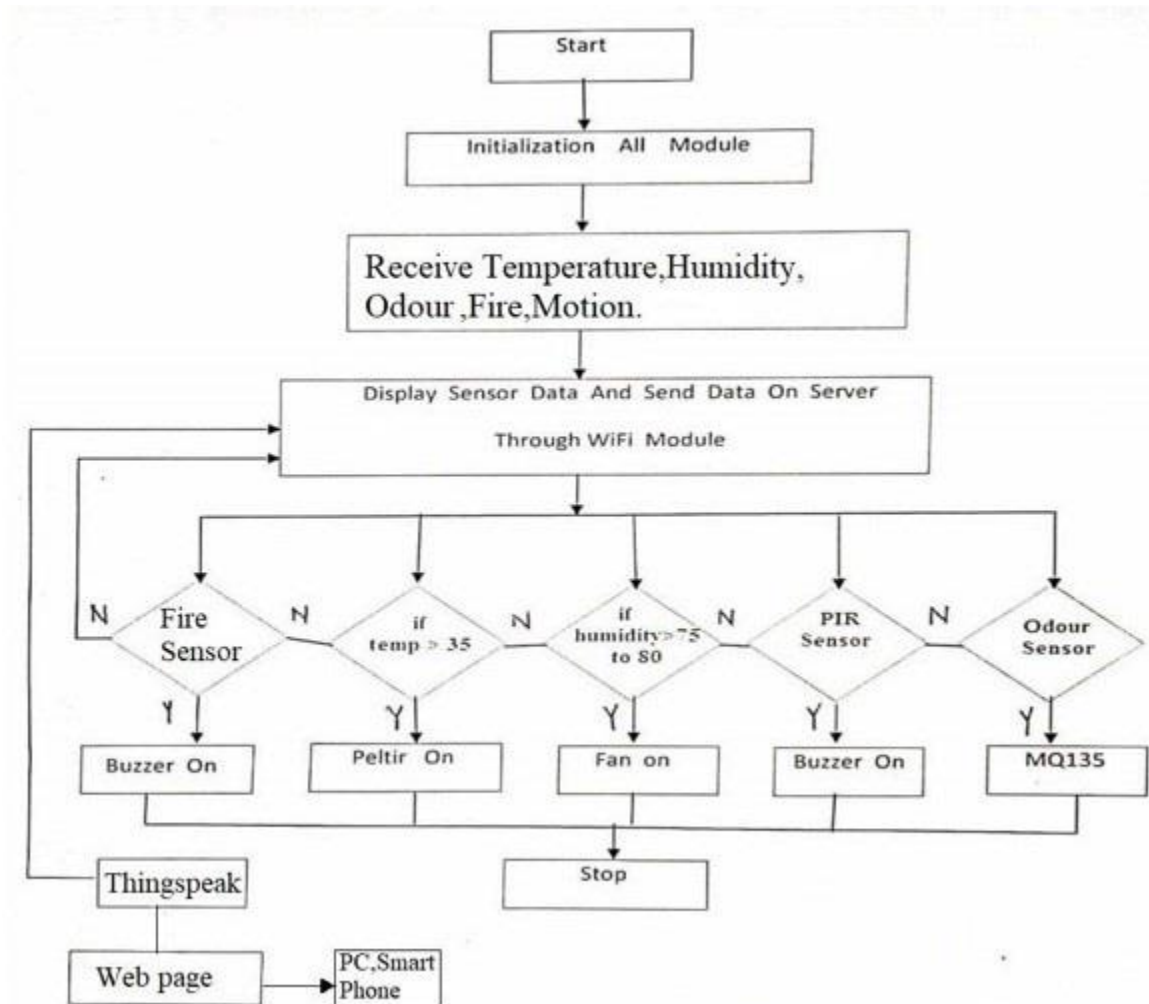 Start
Initialization All Module
Receive Temperature,Humidity,
Odour ,Fire,Motion.
Display Sensor Data And Send Data On Server
Through WiFi Module
N
Fire
Sensor
N
if
temp > 35
N
if
humidity>75
to 80
N
PIR
Sensor
N
Odour
Sensor
Y
Y
Y
Y
Y
Buzzer On
Peltir On
Fan on
Buzzer On
MQ135
Stop
Thingspeak
Web page
PC,Smart
Phone